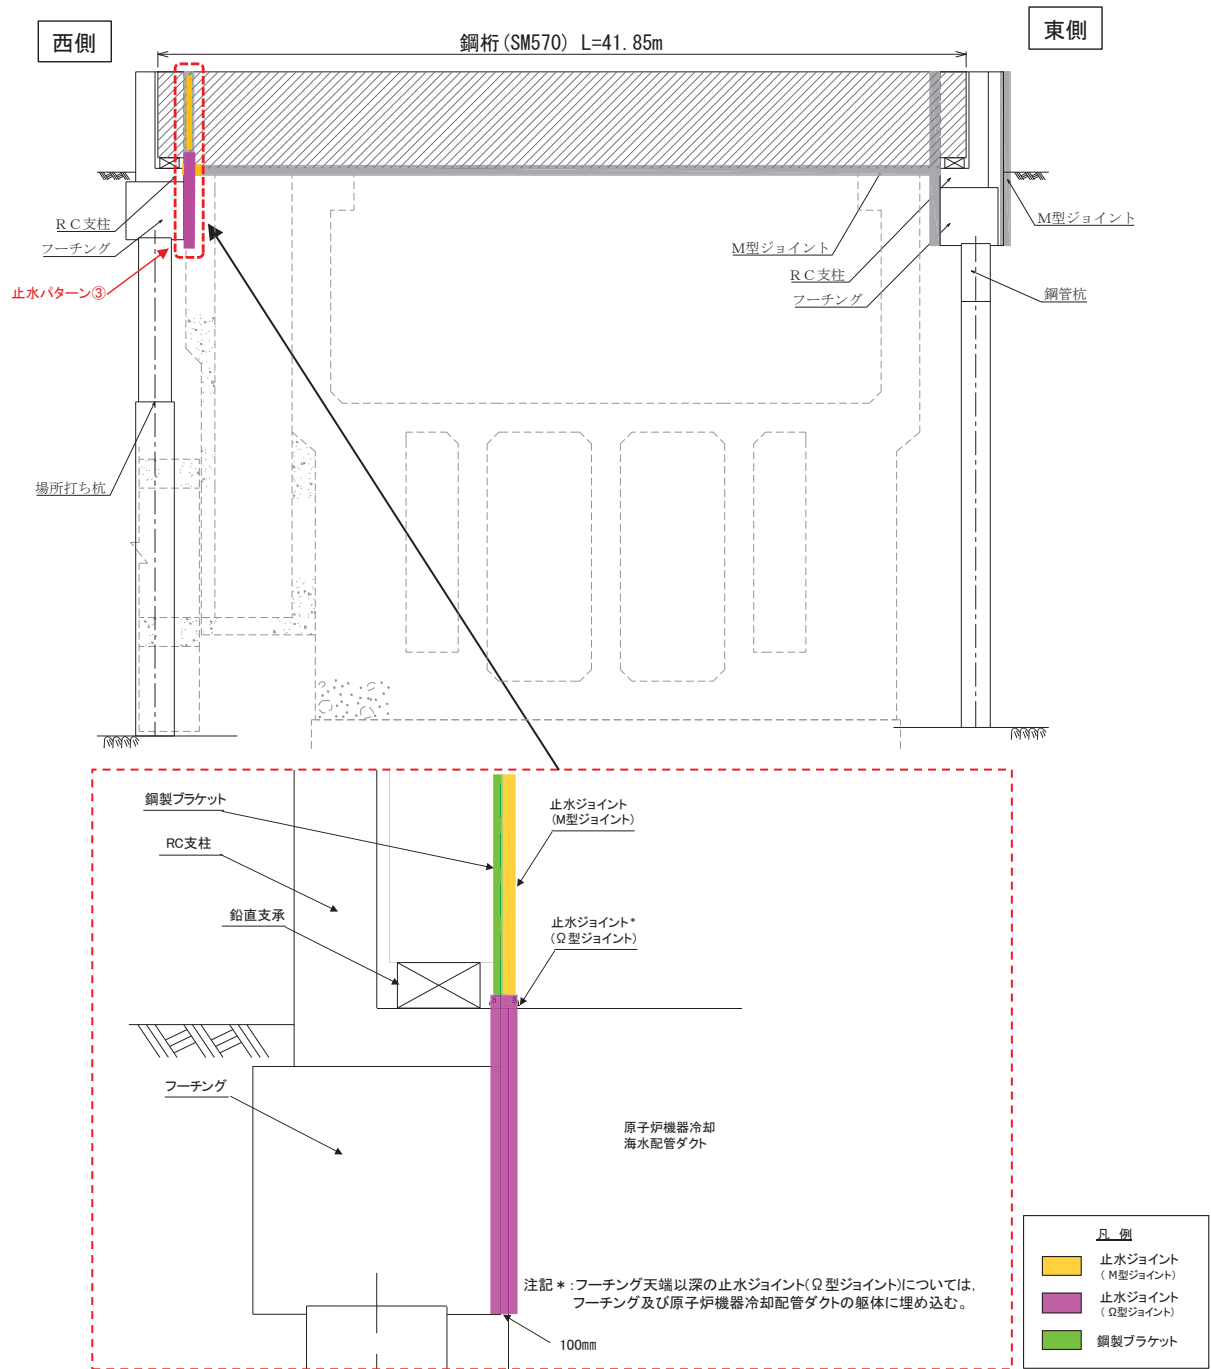 西側
鋼桁(SM570) L=41.85m
東側
RC支柱
フーチング
止水パターン③
場所打ち杭
M型ジョイント
RC支柱
フーチング
M型ジョイント
鋼管杭
鋼製ブラケット
RC支柱
鉛直支承
止水ジョイント
(M型ジョイント)
止水ジョイント*
(Ω型ジョイント)
フーチング
原子炉機器冷却
海水配管ダクト
注記*:フーチング天端以深の止水ジョイント(Ω型ジョイント)については,
フーチング及び原子炉機器冷却配管ダクトの躯体に埋め込む。
100mm
凡 例
止水ジョイント
(M型ジョイント)
止水ジョイント
(Ω型ジョイント)
鋼製ブラケット